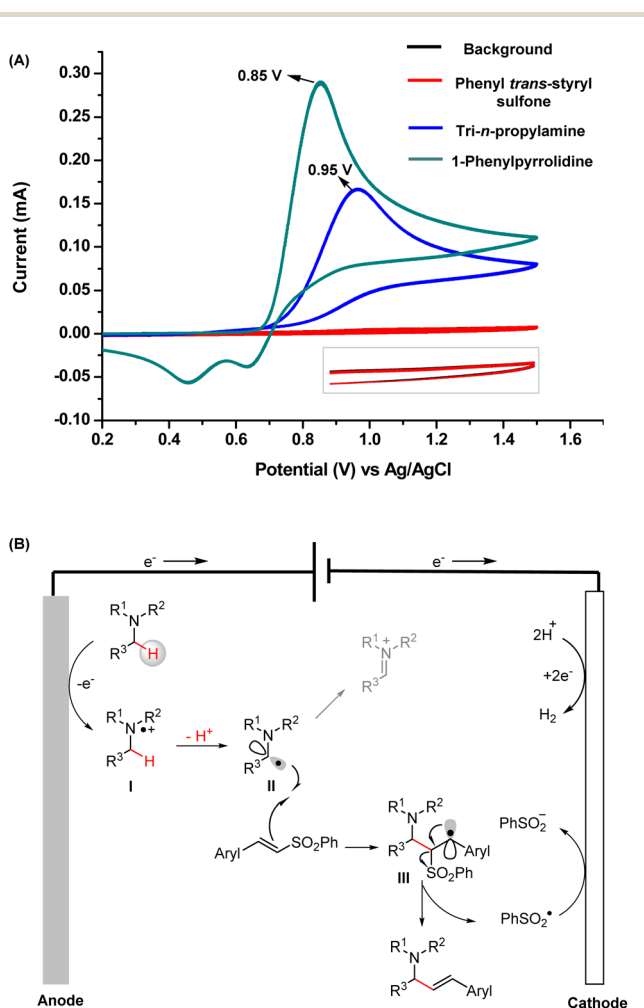 (A)
0.30
0.25
0.20
0.15
0.10
0.05
0.00
-0.05
-0.10
Current (mA)
0.85 V
0.95 V
Background
Phenyl trans-styryl
sulfone
Tri-n-propylamine
1-Phenylpyrrolidine
0.2 0.4 0.6 0.8 1.0 1.2 1.4 1.6
Potential (V) vs Ag/AgCl
(B)
e-
e-
R1 R2
N
R3 H
-e-
R1 R2
N •+
R3 H
I
- H+
R1 R2
N
R3 •
II
R1 + R2
N
R3
Aryl SO2Ph
R1 R2
N •
R3 Aryl
SO2Ph
III
R1 R2
N
R3 Aryl
2H+
+2e-
H2
PhSO2-
PhSO2•
Anode
Cathode